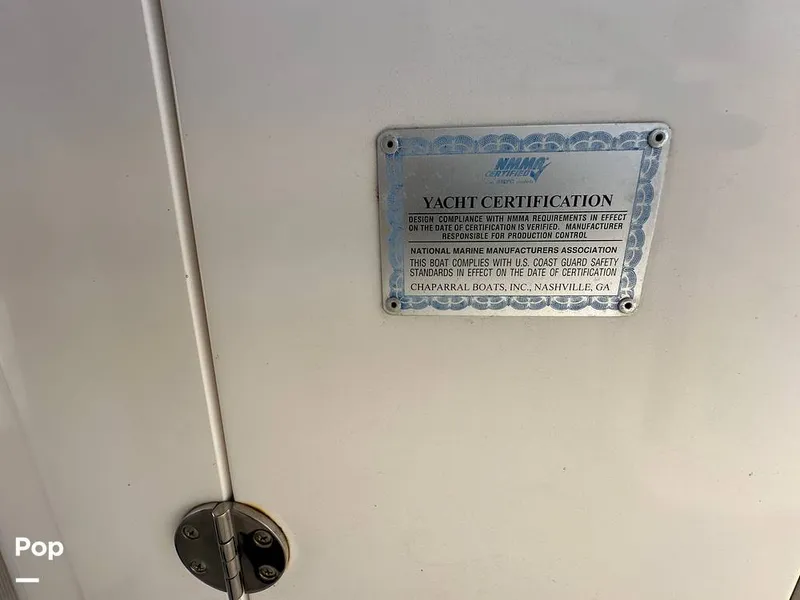 NMMA
CERTIFIED
YACHT CERTIFICATION
DESIGN COMPLIANCE WITH NMMA REQUIREMENTS IN EFFECT
ON THE DATE OF CERTIFICATION IS VERIFIED. MANUFACTURER
RESPONSIBLE FOR PRODUCTION CONTROL
NATIONAL MARINE MANUFACTURERS ASSOCIATION
THIS BOAT COMPLIES WITH U.S. COAST GUARD SAFETY
STANDARDS IN EFFECT ON THE DATE OF CERTIFICATION
CHAPARRAL BOATS, INC., NASHVILLE, GA
Pop